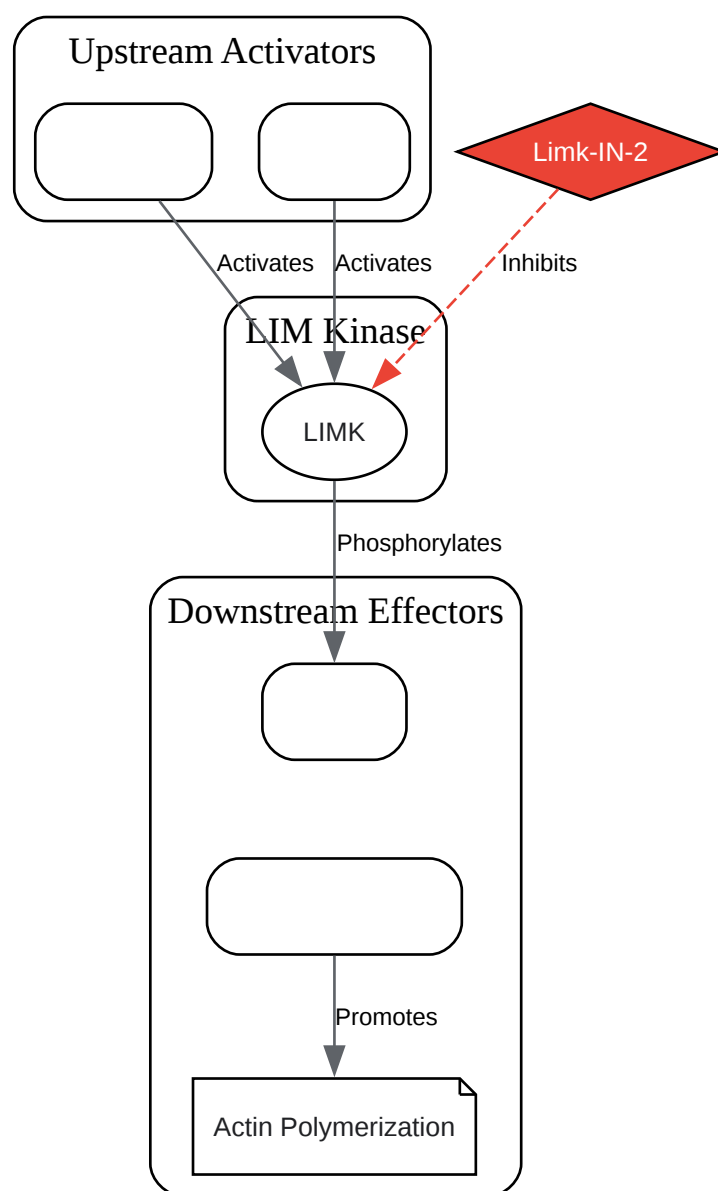 Upstream Activators
Limk-IN-2
Activates
Activates
Inhibits
LIM Kinase
LIMK
Phosphorylates
Downstream Effectors
Promotes
Actin Polymerization